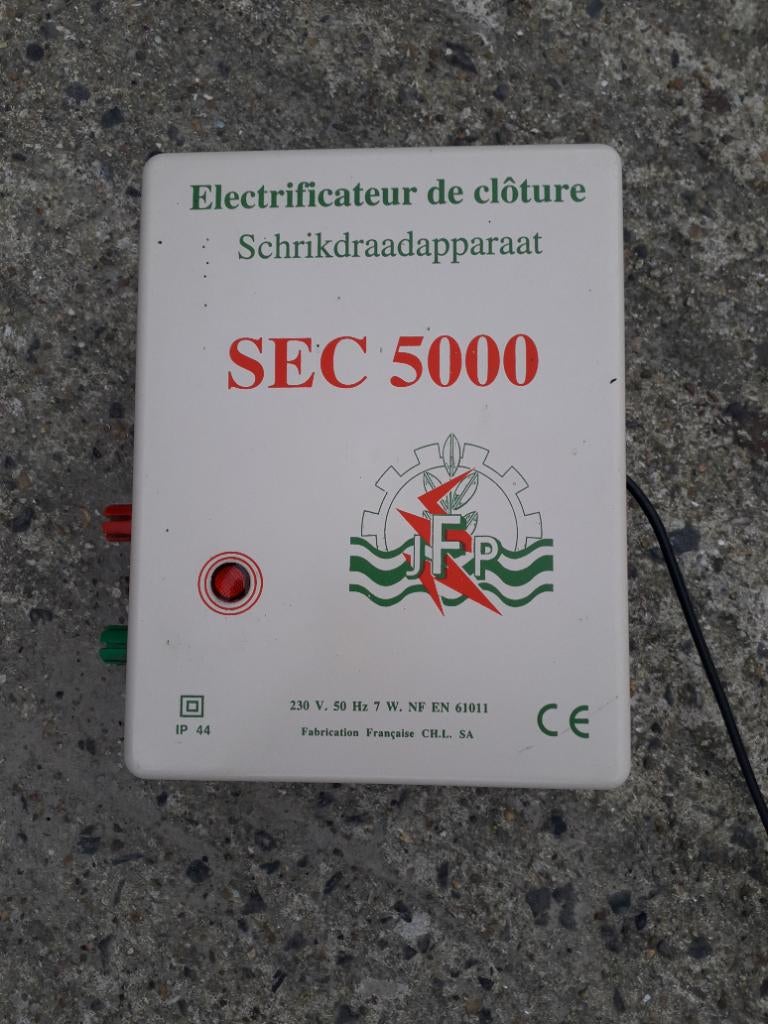 Electrificateur de clôture
Schrikdraadapparaat
SEC 5000
JFP
230 V. 50 Hz 7 W. NF EN 61011
IP 44
Fabrication Française CH.L. SA
CE